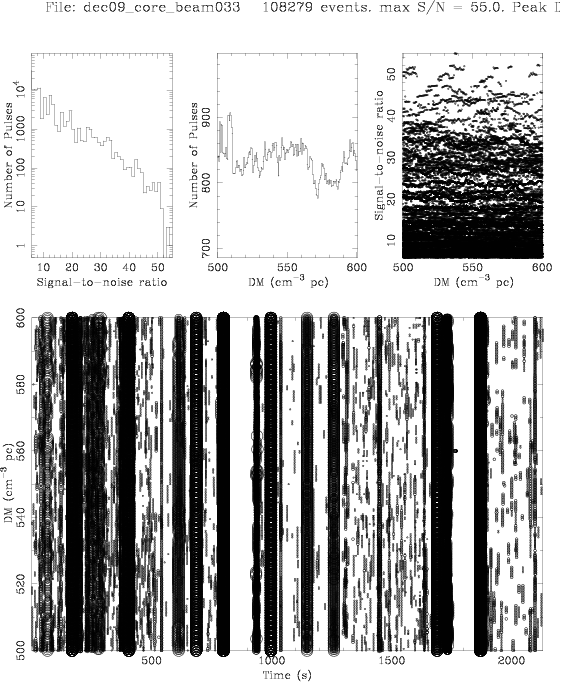 File: dec09_core_beam033 108279 events. max S/N = 55.0. Peak
Number of Pulses
1 10 100 1000 10^4
10 20 30 40 50
Signal-to-noise ratio
Number of Pulses
700 800 900
500 550 600
DM (cm^-3 pc)
Signal-to-noise ratio
10 20 30 40 50
500 550 600
DM (cm^-3 pc)
DM (cm^-3 pc)
500 520 540 560 580 600
500 1000 1500 2000
Time (s)